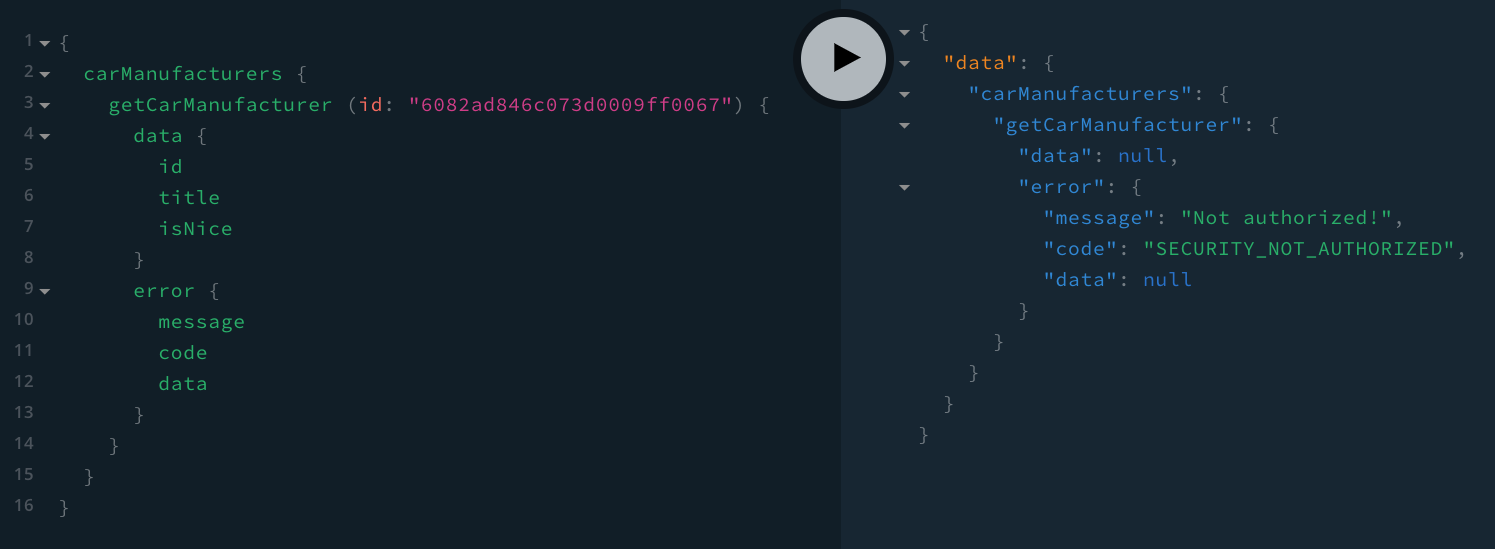 1 {
2 carManufacturers {
3 getCarManufacturer (id: "6082ad846c073d0009ff0067") {
4 data {
5 id
6 title
7 isNice
8 }
9 error {
10 message
11 code
12 data
13 }
14 }
15 }
16 }
{
"data": {
"carManufacturers": {
"getCarManufacturer": {
"data": null,
"error": {
"message": "Not authorized!",
"code": "SECURITY_NOT_AUTHORIZED",
"data": null
}
}
}
}
}